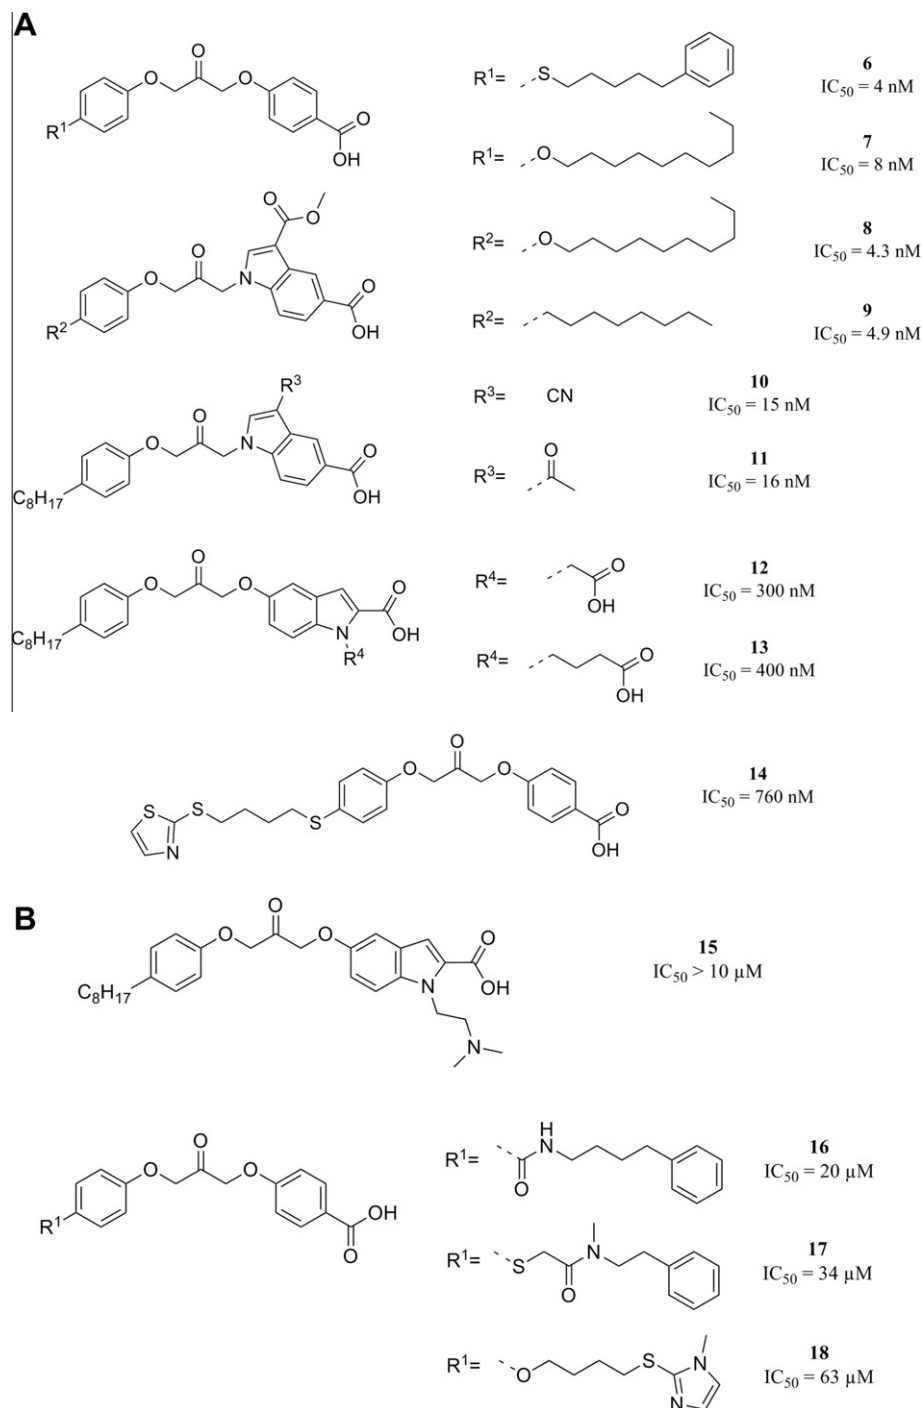 A
O
O
O
R¹
O
OH
R¹=
S
6
IC₅₀ = 4 nM
R¹=
O
7
IC₅₀ = 8 nM
O
O
O
O
N
R²
O
OH
R²=
O
8
IC₅₀ = 4.3 nM
R²=
9
IC₅₀ = 4.9 nM
R³
O
O
N
C₈H₁₇
O
OH
R³=
CN
10
IC₅₀ = 15 nM
R³=
O
11
IC₅₀ = 16 nM
O
O
O
O
OH
N
C₈H₁₇
R⁴
R⁴=
O
OH
12
IC₅₀ = 300 nM
R⁴=
O
OH
13
IC₅₀ = 400 nM
O
O
O
S
S
S
N
O
OH
14
IC₅₀ = 760 nM
B
O
O
O
O
OH
N
C₈H₁₇
N
15
IC₅₀ > 10 µM
O
O
O
R¹
OH
O
R¹=
H
N
O
16
IC₅₀ = 20 µM
R¹=
S
N
O
17
IC₅₀ = 34 µM
R¹=
O
S
N
N
18
IC₅₀ = 63 µM